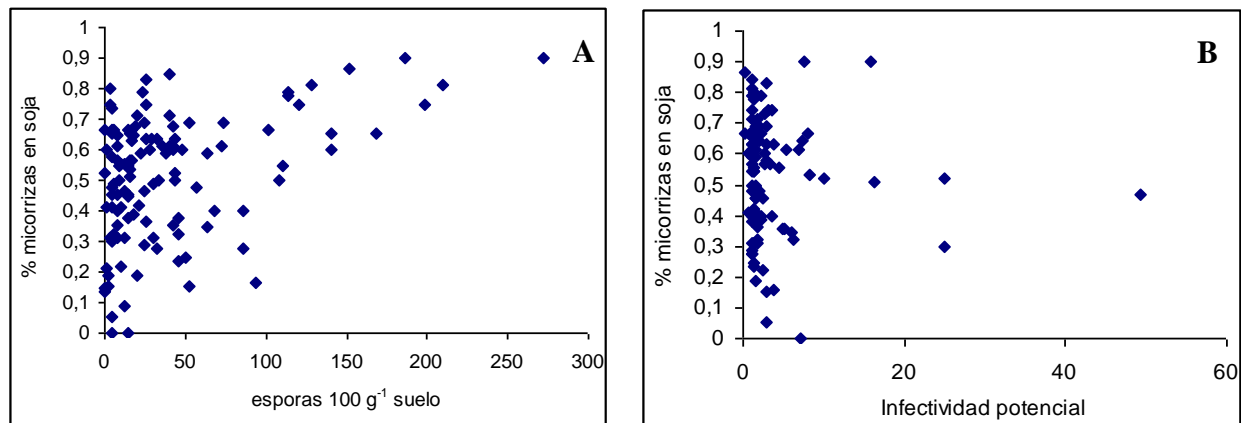 A
1
0,9
0,8
0,7
0,6
0,5
0,4
0,3
0,2
0,1
0
% micorrizas en soja
0 50 100 150 200 250 300
esporas 100 g⁻¹ suelo
B
1
0,9
0,8
0,7
0,6
0,5
0,4
0,3
0,2
0,1
0
% micorrizas en soja
0 20 40 60
Infectividad potencial